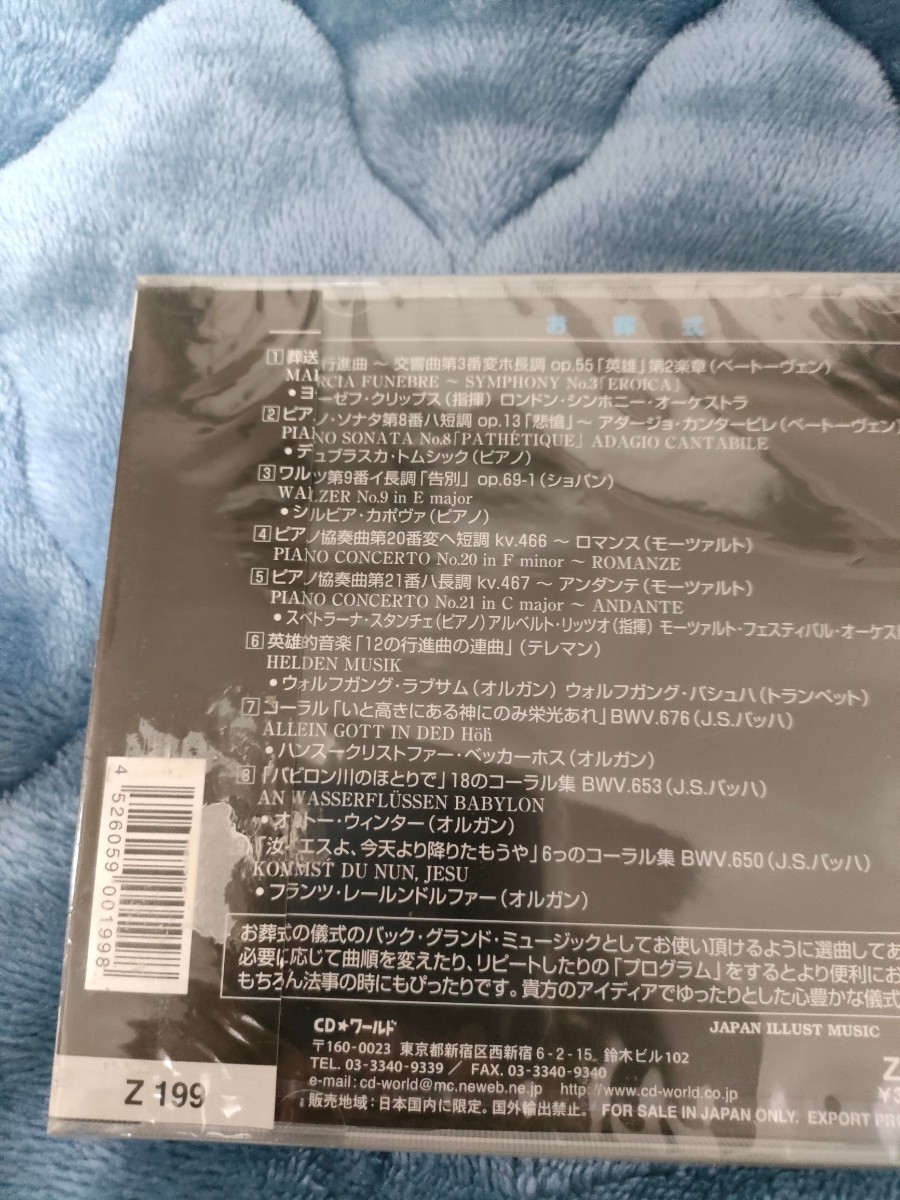 お 葬 式
1 葬送行進曲 ～ 交響曲第3番変ホ長調 op.55「英雄」第2楽章(ベートーヴェン)
MARCIA FUNEBRE ~ SYMPHONY No.3「EROICA」
●ヨーゼフ・クリップス(指揮) ロンドン・シンホニー・オーケストラ
2 ピアノ・ソナタ第8番ハ短調 op.13「悲愴」～ アダージョ・カンタービレ(ベートーヴェン)
PIANO SONATA No.8「PATHÉTIQUE」ADAGIO CANTABILE
●デュブラスカ・トムシック(ピアノ)
3 ワルツ第9番イ長調「告別」 op.69-1(ショパン)
WALZER No.9 in E major
●シルビア・カポヴァ(ピアノ)
4 ピアノ協奏曲第20番変ヘ短調 kv.466 ～ ロマンス(モーツァルト)
PIANO CONCERTO No.20 in F minor ~ ROMANZE
5 ピアノ協奏曲第21番ハ長調 kv.467 ～ アンダンテ(モーツァルト)
PIANO CONCERTO No.21 in C major ~ ANDANTE
●スベトラーナ・スタンチェ(ピアノ) アルベルト・リッツオ(指揮) モーツァルト・フェスティバル・オーケス
6 英雄的音楽「12の行進曲の連曲」(テレマン)
HELDEN MUSIK
●ウォルフガング・ラブサム(オルガン) ウォルフガング・バシュハ(トランペット)
7 コーラル「いと高きにある神にのみ栄光あれ」BWV.676(J.S.バッハ)
ALLEIN GOTT IN DED Höh
●ハンス－クリストファー・ベッカーホス(オルガン)
8 「バビロン川のほとりで」18のコーラル集 BWV.653(J.S.バッハ)
AN WASSERFLÜSSEN BABYLON
●オットー・ウィンター(オルガン)
「汝イエスよ、今天より降りたもうや」6つのコーラル集 BWV.650(J.S.バッハ)
KOMMST DU NUN, JESU
●フランツ・レールンドルファー(オルガン)
お葬式の儀式のバック・グランド・ミュージックとしてお使い頂けるように選曲してあ
必要に応じて曲順を変えたり、リピートしたりの「プログラム」をするとより便利にお
もちろん法事の時にもぴったりです。貴方のアイディアでゆったりとした心豊かな儀式
4 526059 001998
CD★ワールド
JAPAN ILLUST MUSIC
〒160-0023 東京都新宿区西新宿6-2-15 鈴木ビル102
TEL. 03-3340-9339 / FAX. 03-3340-9340
e-mail: cd-world@mc.neweb.ne.jp http://www.cd-world.co.jp
販売地域:日本国内に限定。国外輸出禁止。 FOR SALE IN JAPAN ONLY. EXPORT PR
Z
¥3
Z 199